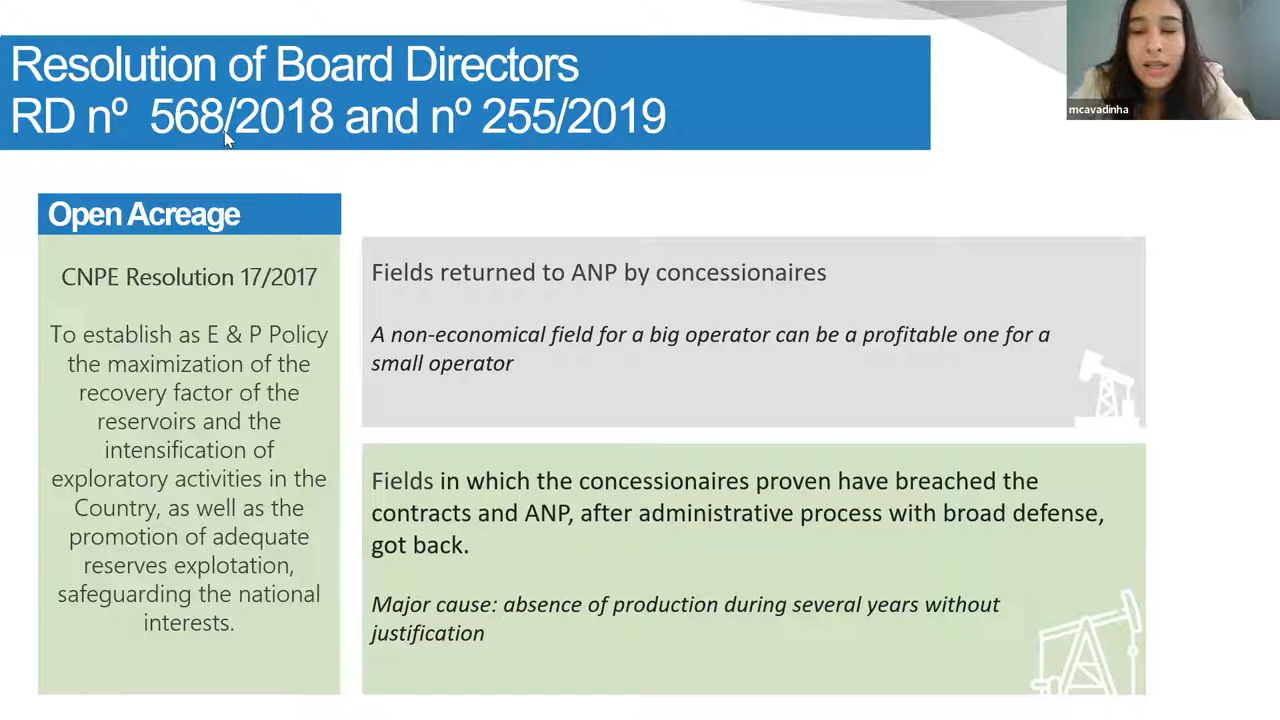 Resolution of Board Directors
RD nº 568/2018 and nº 255/2019
mcavadinha
Open Acreage
CNPE Resolution 17/2017
To establish as E & P Policy
the maximization of the
recovery factor of the
reservoirs and the
intensification of
exploratory activities in the
Country, as well as the
promotion of adequate
reserves explotation,
safeguarding the national
interests.
Fields returned to ANP by concessionaires
A non-economical field for a big operator can be a profitable one for a
small operator
Fields in which the concessionaires proven have breached the
contracts and ANP, after administrative process with broad defense,
got back.
Major cause: absence of production during several years without
justification